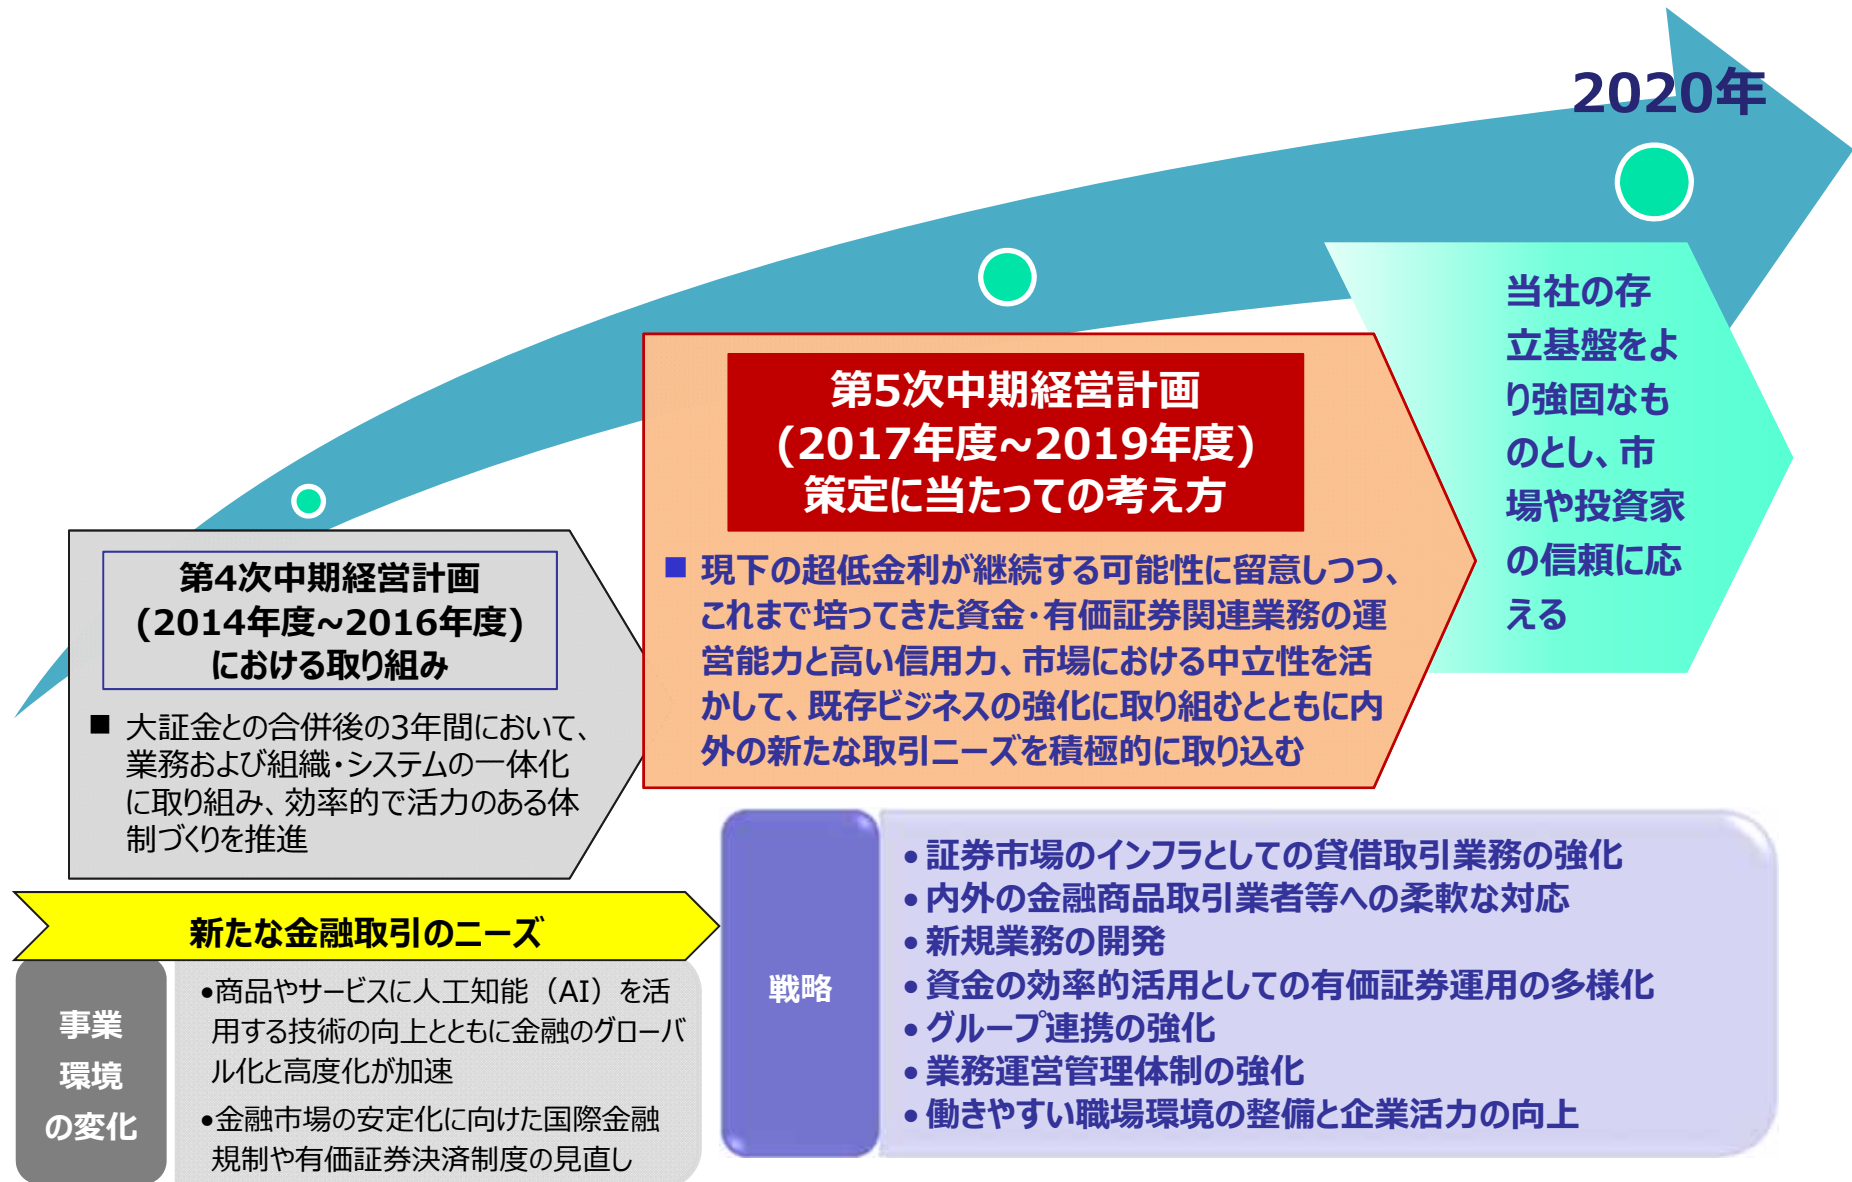 2020年
当社の存
立基盤をよ
り強固なも
のとし、市
場や投資家
の信頼に応
える
第5次中期経営計画
(2017年度~2019年度)
策定に当たっての考え方
■ 現下の超低金利が継続する可能性に留意しつつ、
これまで培ってきた資金・有価証券関連業務の運
営能力と高い信用力、市場における中立性を活
かして、既存ビジネスの強化に取り組むとともに内
外の新たな取引ニーズを積極的に取り込む
第4次中期経営計画
(2014年度~2016年度)
における取り組み
■ 大証金との合併後の3年間において、
業務および組織・システムの一体化
に取り組み、効率的で活力のある体
制づくりを推進
新たな金融取引のニーズ
事業
環境
の変化
•商品やサービスに人工知能（AI）を活
用する技術の向上とともに金融のグローバ
ル化と高度化が加速
•金融市場の安定化に向けた国際金融
規制や有価証券決済制度の見直し
戦略
• 証券市場のインフラとしての貸借取引業務の強化
• 内外の金融商品取引業者等への柔軟な対応
• 新規業務の開発
• 資金の効率的活用としての有価証券運用の多様化
• グループ連携の強化
• 業務運営管理体制の強化
• 働きやすい職場環境の整備と企業活力の向上